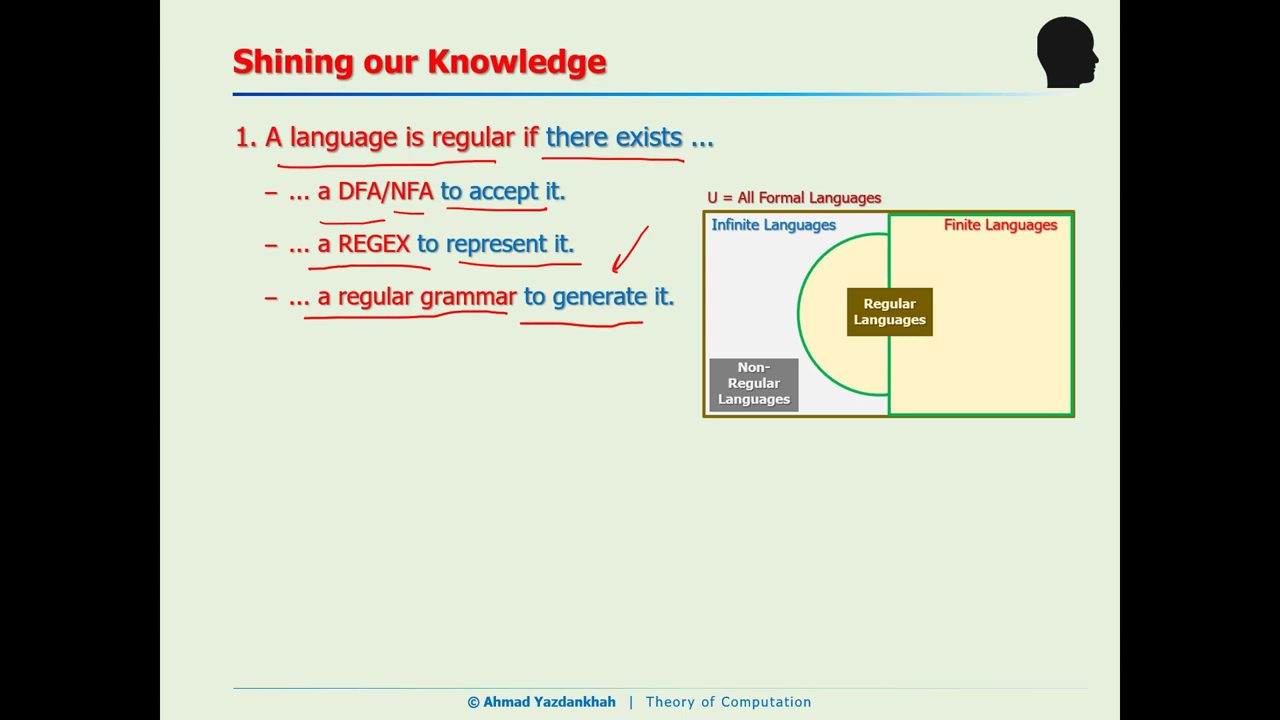 Shining our Knowledge
1. A language is regular if there exists ...
– ... a DFA/NFA to accept it.
– ... a REGEX to represent it.
– ... a regular grammar to generate it.
U = All Formal Languages
Infinite Languages
Finite Languages
Regular
Languages
Non-
Regular
Languages
© Ahmad Yazdankhah | Theory of Computation